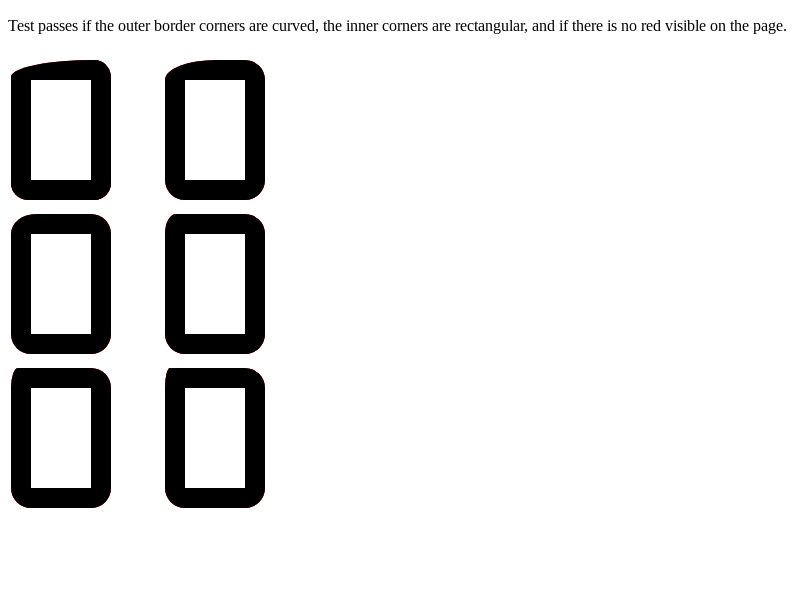 Test passes if the outer border corners are curved, the inner corners are rectangular, and if there is no red visible on the page.